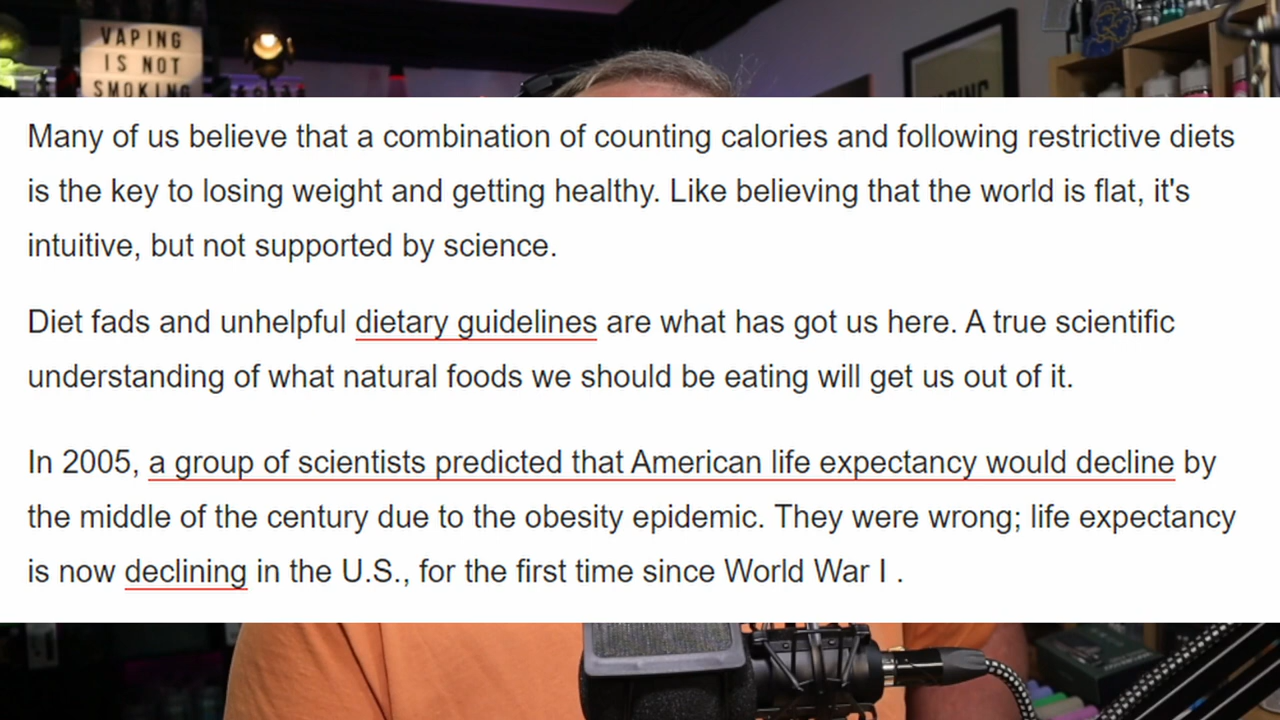 VAPING
IS NOT
SMOKING
Many of us believe that a combination of counting calories and following restrictive diets
is the key to losing weight and getting healthy. Like believing that the world is flat, it's
intuitive, but not supported by science.
Diet fads and unhelpful dietary guidelines are what has got us here. A true scientific
understanding of what natural foods we should be eating will get us out of it.
In 2005, a group of scientists predicted that American life expectancy would decline by
the middle of the century due to the obesity epidemic. They were wrong; life expectancy
is now declining in the U.S., for the first time since World War I .